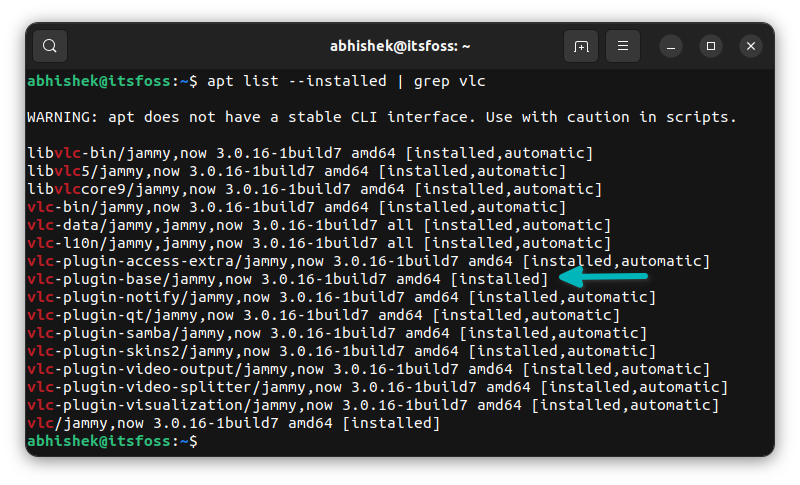 abhishek@itsfoss: ~
abhishek@itsfoss:~$ apt list --installed | grep vlc
WARNING: apt does not have a stable CLI interface. Use with caution in scripts.
libvlc-bin/jammy,now 3.0.16-1build7 amd64 [installed,automatic]
libvlc5/jammy,now 3.0.16-1build7 amd64 [installed,automatic]
libvlccore9/jammy,now 3.0.16-1build7 amd64 [installed,automatic]
vlc-bin/jammy,now 3.0.16-1build7 amd64 [installed,automatic]
vlc-data/jammy,jammy,now 3.0.16-1build7 all [installed,automatic]
vlc-l10n/jammy,jammy,now 3.0.16-1build7 all [installed,automatic]
vlc-plugin-access-extra/jammy,now 3.0.16-1build7 amd64 [installed,automatic]
vlc-plugin-base/jammy,now 3.0.16-1build7 amd64 [installed]
vlc-plugin-notify/jammy,now 3.0.16-1build7 amd64 [installed,automatic]
vlc-plugin-qt/jammy,now 3.0.16-1build7 amd64 [installed,automatic]
vlc-plugin-samba/jammy,now 3.0.16-1build7 amd64 [installed,automatic]
vlc-plugin-skins2/jammy,now 3.0.16-1build7 amd64 [installed,automatic]
vlc-plugin-video-output/jammy,now 3.0.16-1build7 amd64 [installed,automatic]
vlc-plugin-video-splitter/jammy,now 3.0.16-1build7 amd64 [installed,automatic]
vlc-plugin-visualization/jammy,now 3.0.16-1build7 amd64 [installed,automatic]
vlc/jammy,now 3.0.16-1build7 amd64 [installed]
abhishek@itsfoss:~$